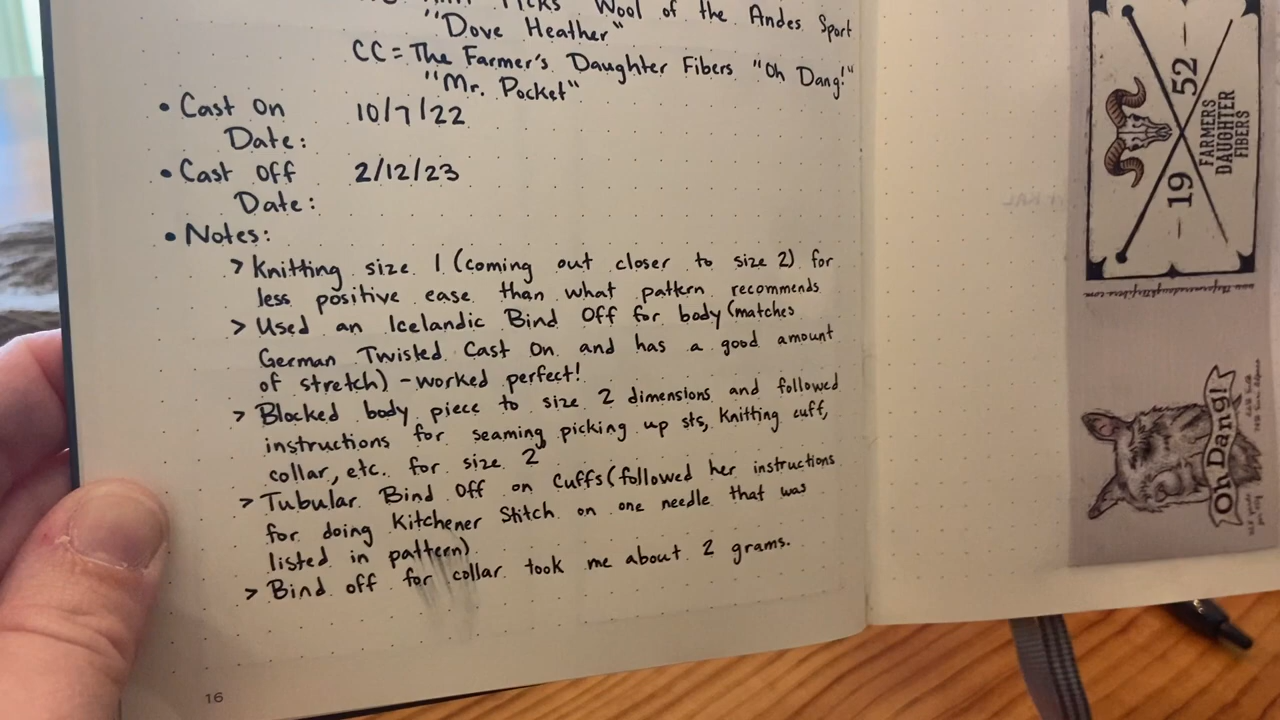 Wool of the Andes Sport
"Dove Heather"
CC = The Farmer's Daughter Fibers "Oh Dang!"
"Mr. Pocket"
• Cast On 10/7/22
Date:
• Cast Off 2/12/23
Date:
• Notes:
> Knitting size 1 (coming out closer to size 2) for
less positive ease than what pattern recommends
> Used an Icelandic Bind Off for body (matches
German Twisted Cast On and has a good amount
of stretch) - worked perfect!
> Blocked body piece to size 2 dimensions and followed
instructions for seaming picking up sts, knitting cuff,
collar, etc. for size 2
> Tubular Bind Off on cuffs (followed her instructions
for doing Kitchener Stitch on one needle that was
listed in pattern)
> Bind off for collar took me about 2 grams.
16
- 19 52 -
FARMERS
DAUGHTER
FIBERS
Oh Dang!